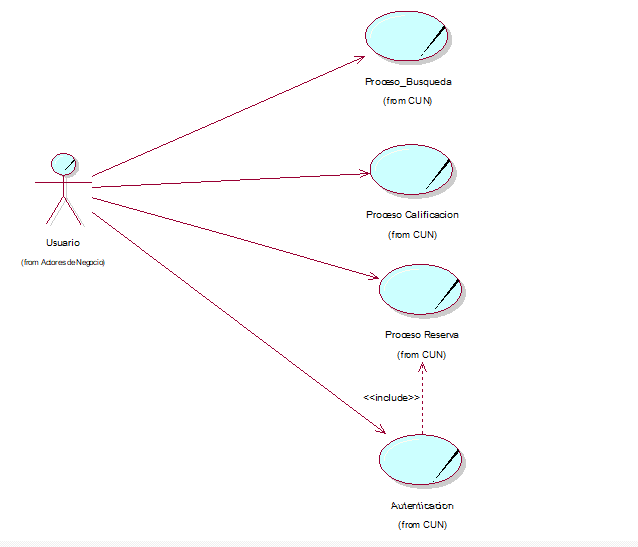 Proceso_Busqueda
(from CUN)
Proceso Calificacion
(from CUN)
Usuario
(from Actores de Negocio)
Proceso Reserva
(from CUN)
<<include>>
Autenticacion
(from CUN)